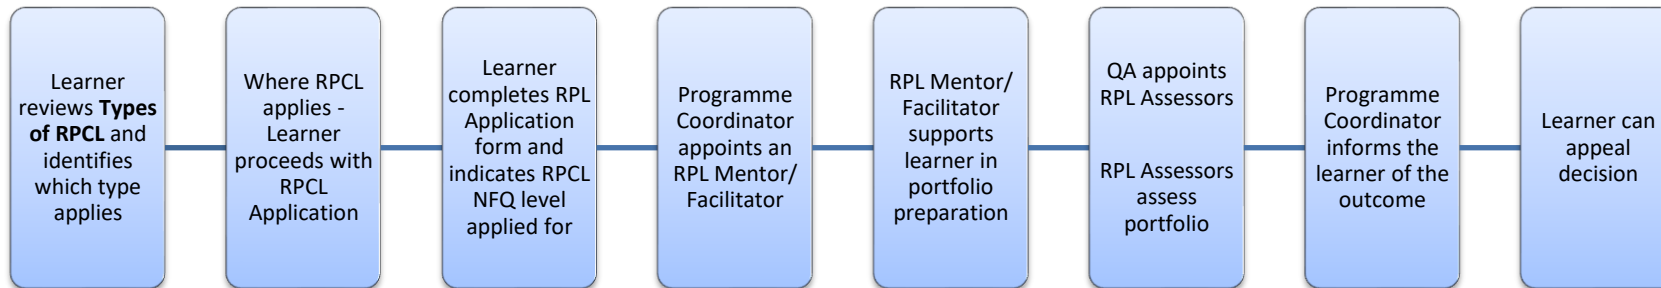 Learner
reviews Types
of RPCL and
identifies
which type
applies
Where RPCL
applies -
Learner
proceeds with
RPCL
Application
Learner
completes RPL
Application
form and
indicates RPCL
NFQ level
applied for
Programme
Coordinator
appoints an
RPL Mentor/
Facilitator
RPL Mentor/
Facilitator
supports
learner in
portfolio
preparation
QA appoints
RPL Assessors
RPL Assessors
assess
portfolio
Programme
Coordinator
informs the
learner of the
outcome
Learner can
appeal
decision